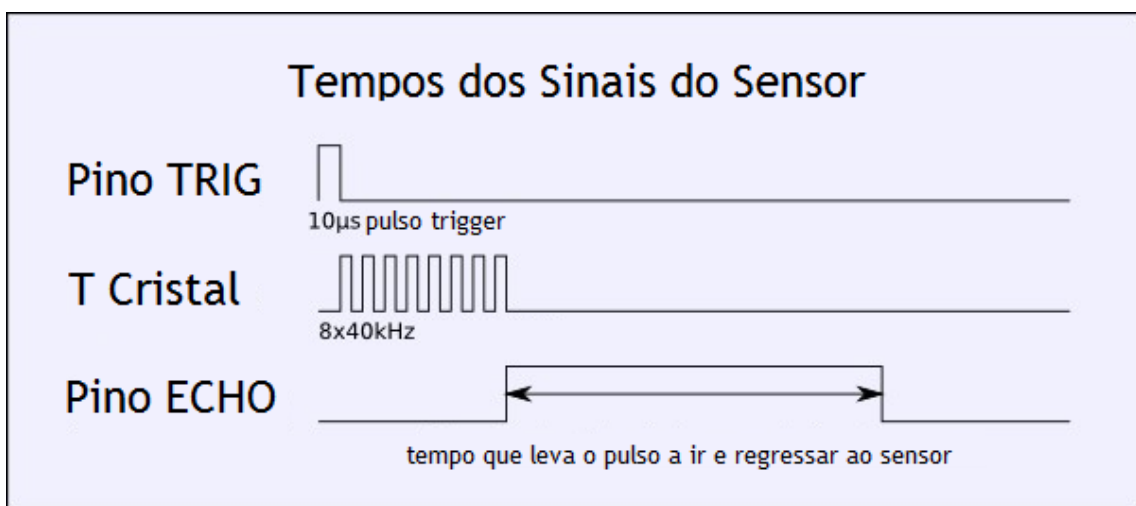 Tempos dos Sinais do Sensor
Pino TRIG
10µs pulso trigger
T Cristal
8x40kHz
Pino ECHO
tempo que leva o pulso a ir e regressar ao sensor